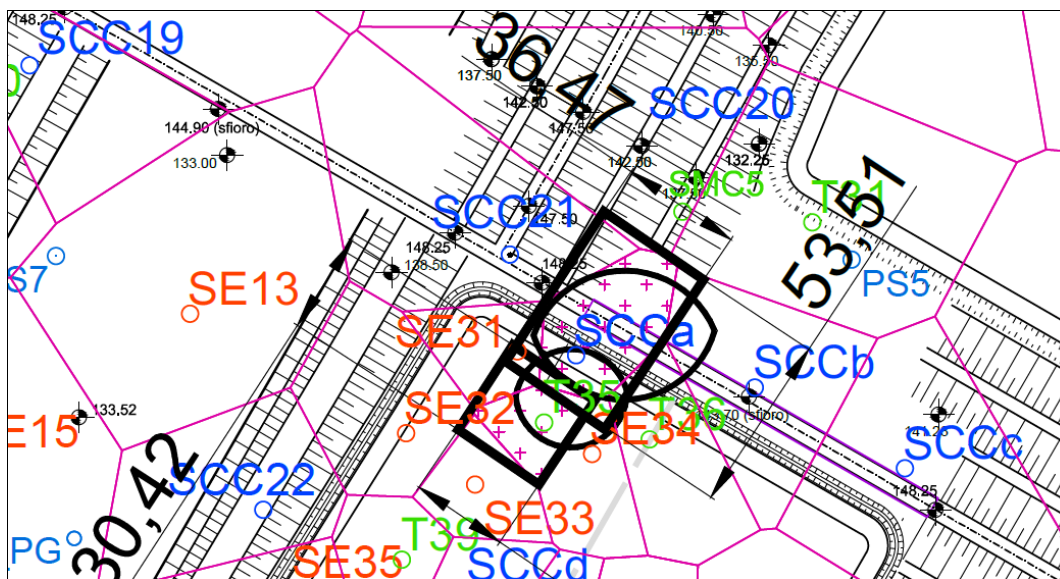 148.25
SCC19
36,47
140.50
135.50
137.50
142.50
147.50
SCC20
144.90 (sfioro)
133.00
142.50
132.25
SMC5
T31
SCC21
147.50
148.25
138.50
148.25
53,51
PS5
S7
SE13
SE31
SCCa
SCCb
133,52
SE15
SE32
T35
T36
SE34
70 (sfioro)
141.25
SCCc
SCC22
148.25
30,42
PG
T39
SE33
SE35
SCCd